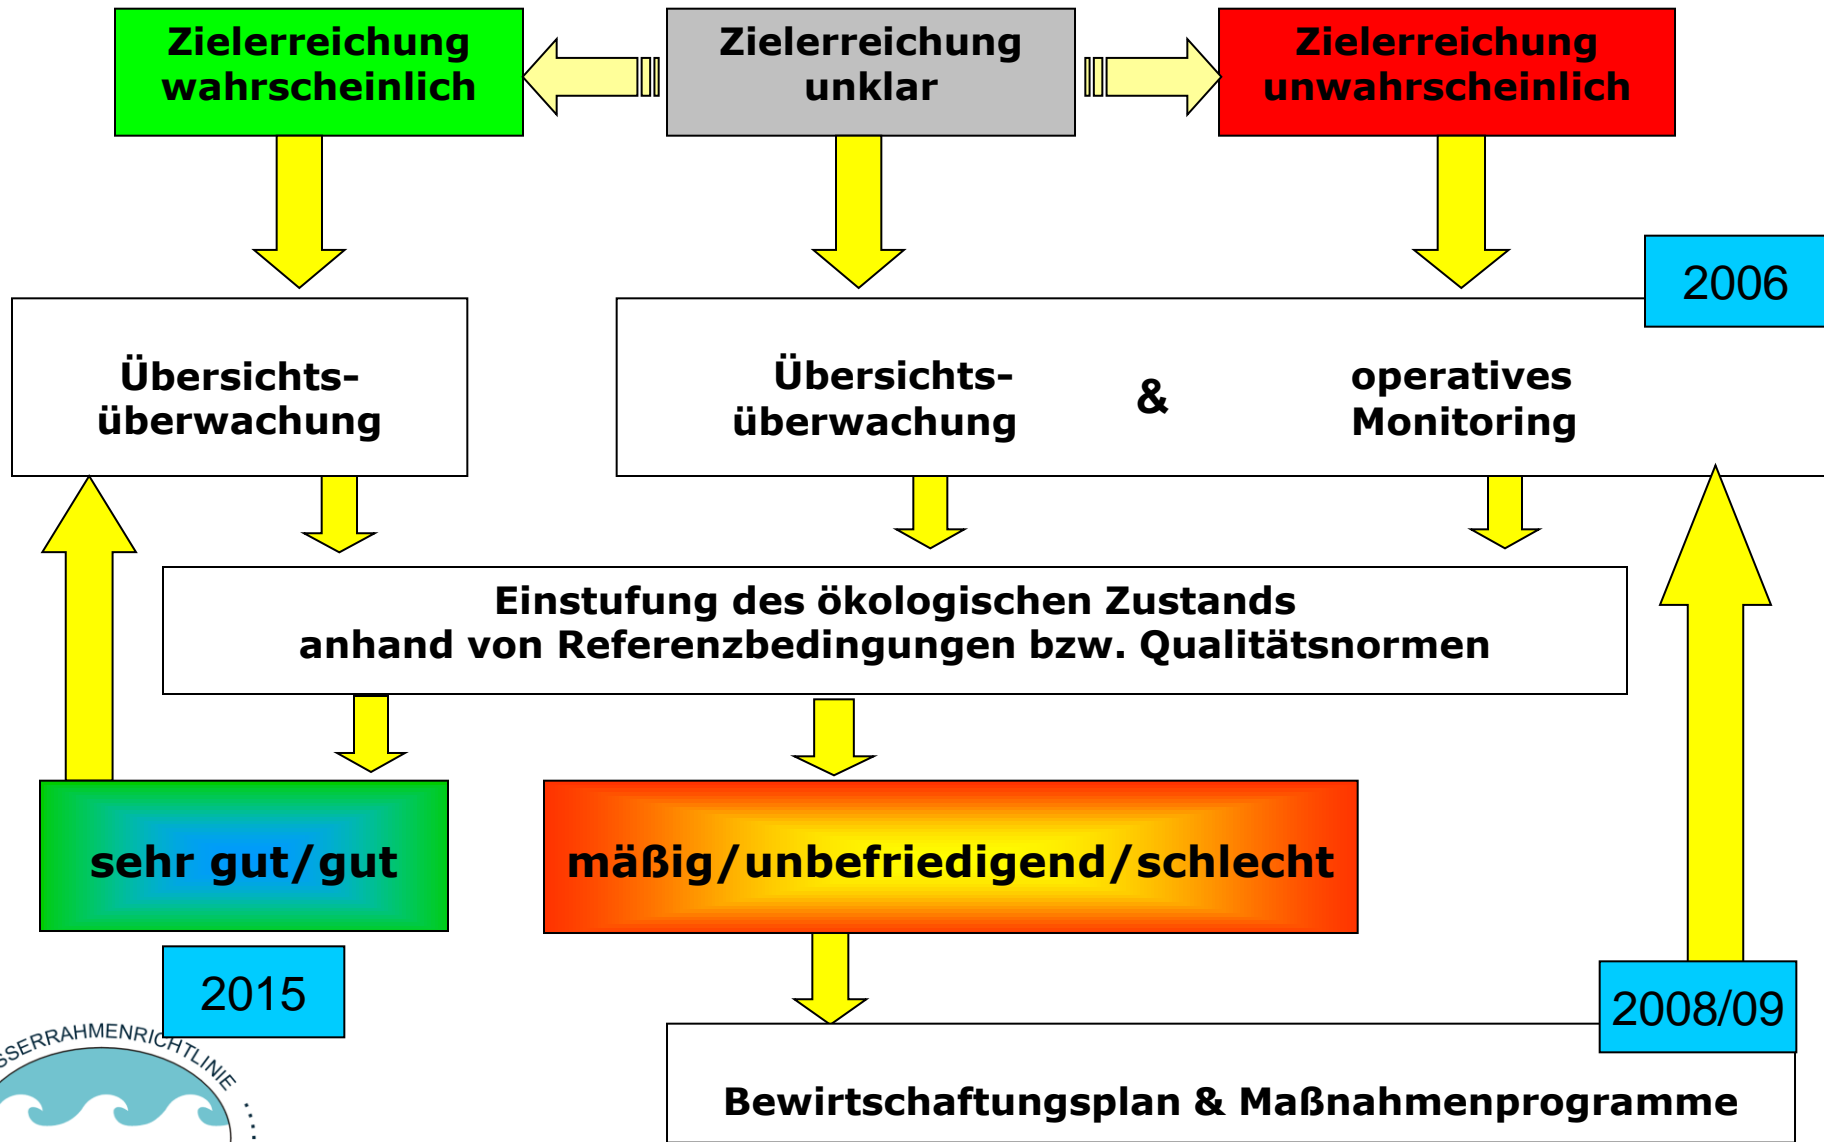 Zielerreichung
wahrscheinlich
Zielerreichung
unklar
Zielerreichung
unwahrscheinlich
2006
Übersichts-
überwachung
Übersichts-
überwachung
&
operatives
Monitoring
Einstufung des ökologischen Zustands
anhand von Referenzbedingungen bzw. Qualitätsnormen
sehr gut/gut
mäßig/unbefriedigend/schlecht
2015
2008/09
Bewirtschaftungsplan & Maßnahmenprogramme
SSERRAHMENRICHTLINIE